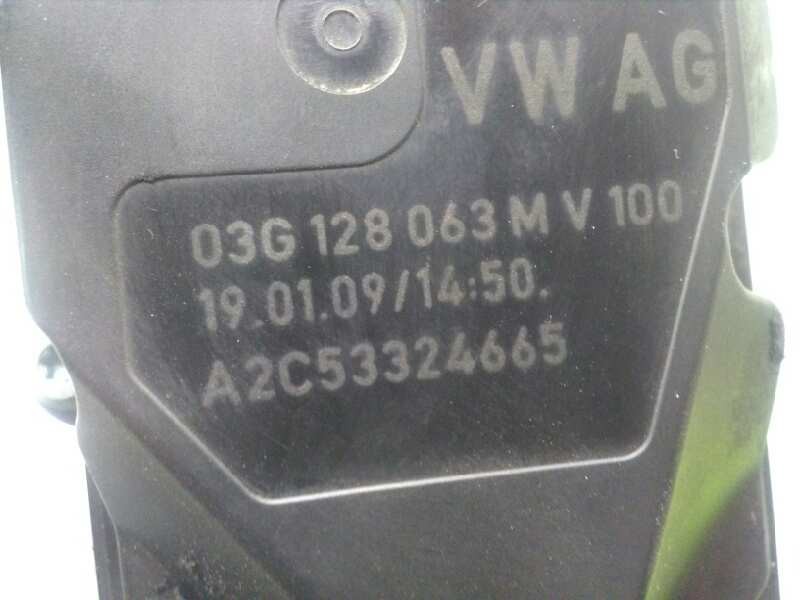 VW AG
03G 128 063 M V 100
19.01.09/14:50.
A2C53324665